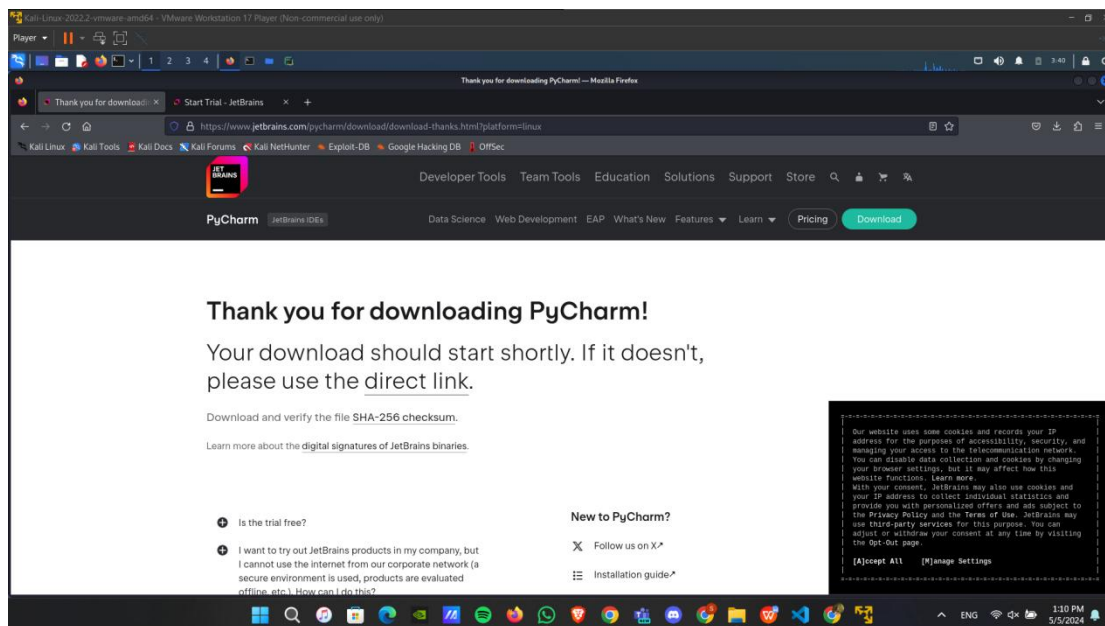 Kali-Linux-2022.2-vmware-amd64 - VMware Workstation 17 Player (Non-commercial use only)
Player
1 2 3 4
3:40
Thank you for downloading PyCharm! — Mozilla Firefox
Thank you for downloadi
Start Trial - JetBrains
https://www.jetbrains.com/pycharm/download/download-thanks.html?platform=linux
Kali Linux Kali Tools Kali Docs Kali Forums Kali NetHunter Exploit-DB Google Hacking DB OffSec
JET
BRAINS
Developer Tools Team Tools Education Solutions Support Store
PyCharm JetBrains IDEs Data Science Web Development EAP What's New Features Learn Pricing Download
Thank you for downloading PyCharm!
Your download should start shortly. If it doesn't,
please use the direct link.
Download and verify the file SHA-256 checksum.
Learn more about the digital signatures of JetBrains binaries.
Is the trial free?
I want to try out JetBrains products in my company, but
I cannot use the internet from our corporate network (a
secure environment is used, products are evaluated
offline, etc.). How can I do this?
New to PyCharm?
Follow us on X↗
Installation guide↗
Our website uses some cookies and records your IP
address for the purposes of accessibility, security, and
managing your access to the telecommunication network.
You can disable data collection and cookies by changing
your browser settings, but it may affect how this
website functions. Learn more.
With your consent, JetBrains may also use cookies and
your IP address to collect individual statistics and
provide you with personalized offers and ads subject to
the Privacy Policy and the Terms of Use. JetBrains may
use third-party services for this purpose. You can
adjust or withdraw your consent at any time by visiting
the Opt-Out page.
[A]ccept All [M]anage Settings
ENG
1:10 PM
5/5/2024